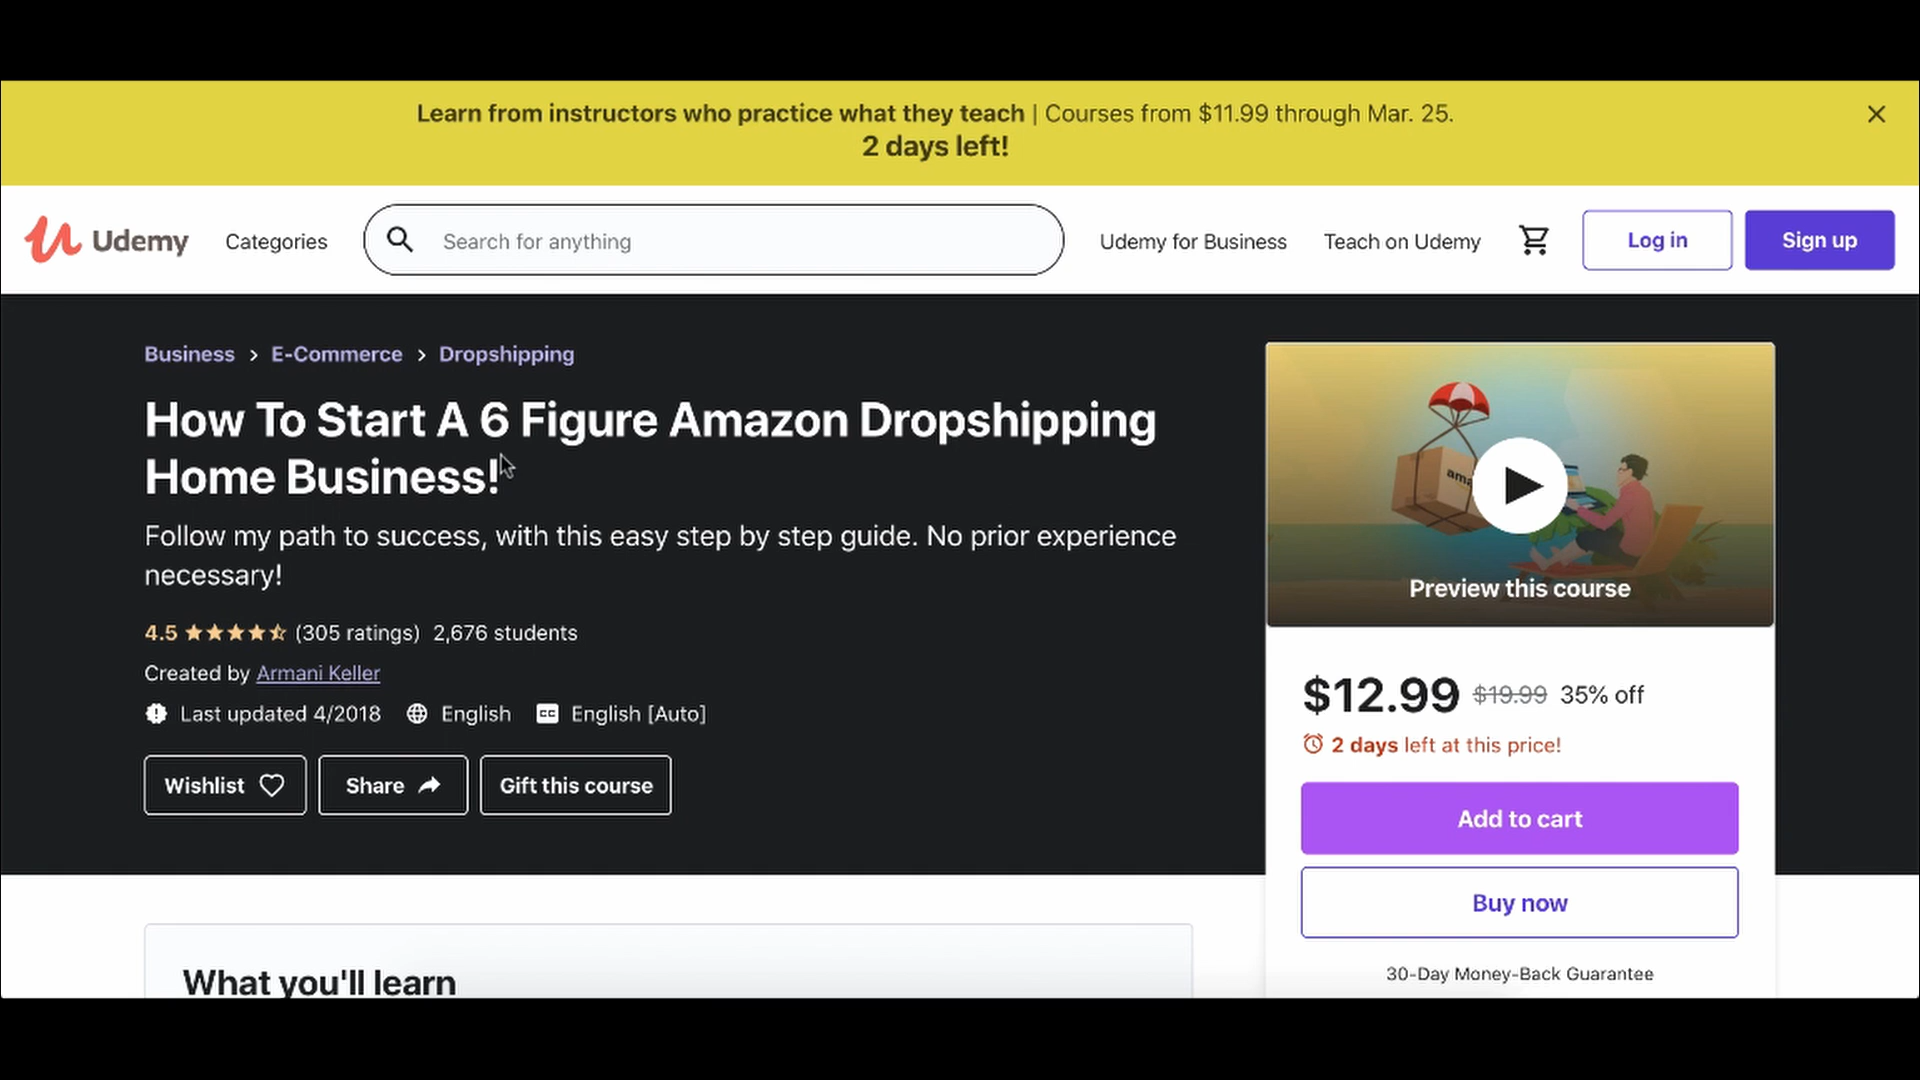 Learn from instructors who practice what they teach | Courses from $11.99 through Mar. 25.
2 days left!
Udemy
Categories
Search for anything
Udemy for Business
Teach on Udemy
Log in
Sign up
Business > E-Commerce > Dropshipping
How To Start A 6 Figure Amazon Dropshipping
Home Business!
Follow my path to success, with this easy step by step guide. No prior experience
necessary!
4.5 (305 ratings) 2,676 students
Created by Armani Keller
Last updated 4/2018 English CC English [Auto]
Wishlist
Share
Gift this course
ama
Preview this course
$12.99 $19.99 35% off
2 days left at this price!
Add to cart
Buy now
30-Day Money-Back Guarantee
What you'll learn